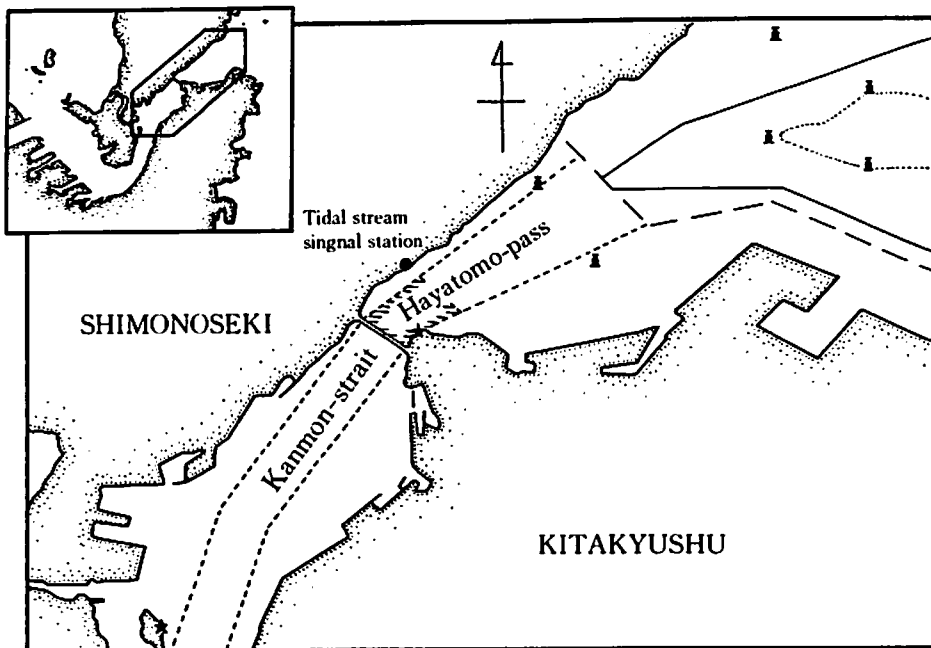 Tidal stream
singnal station
Hayatomo-pass
SHIMONOSEKI
Kanmon-strait
KITAKYUSHU